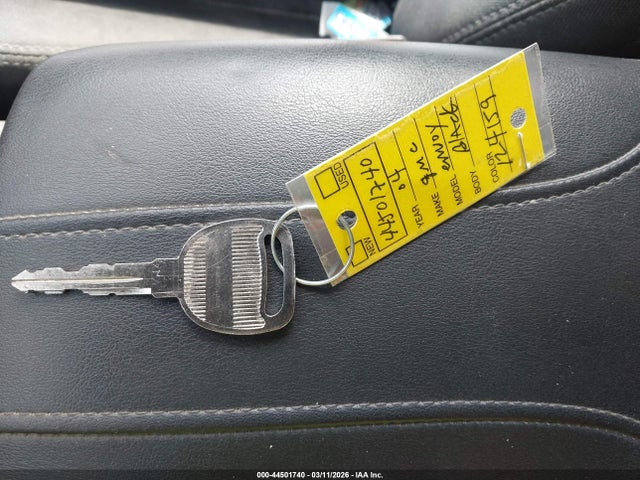 NEW USED
44501740
YEAR 04
MAKE gmc
MODEL envoy
BODY BLACK
COLOR 12459
000-44501740 - 03/11/2026 - IAA Inc.